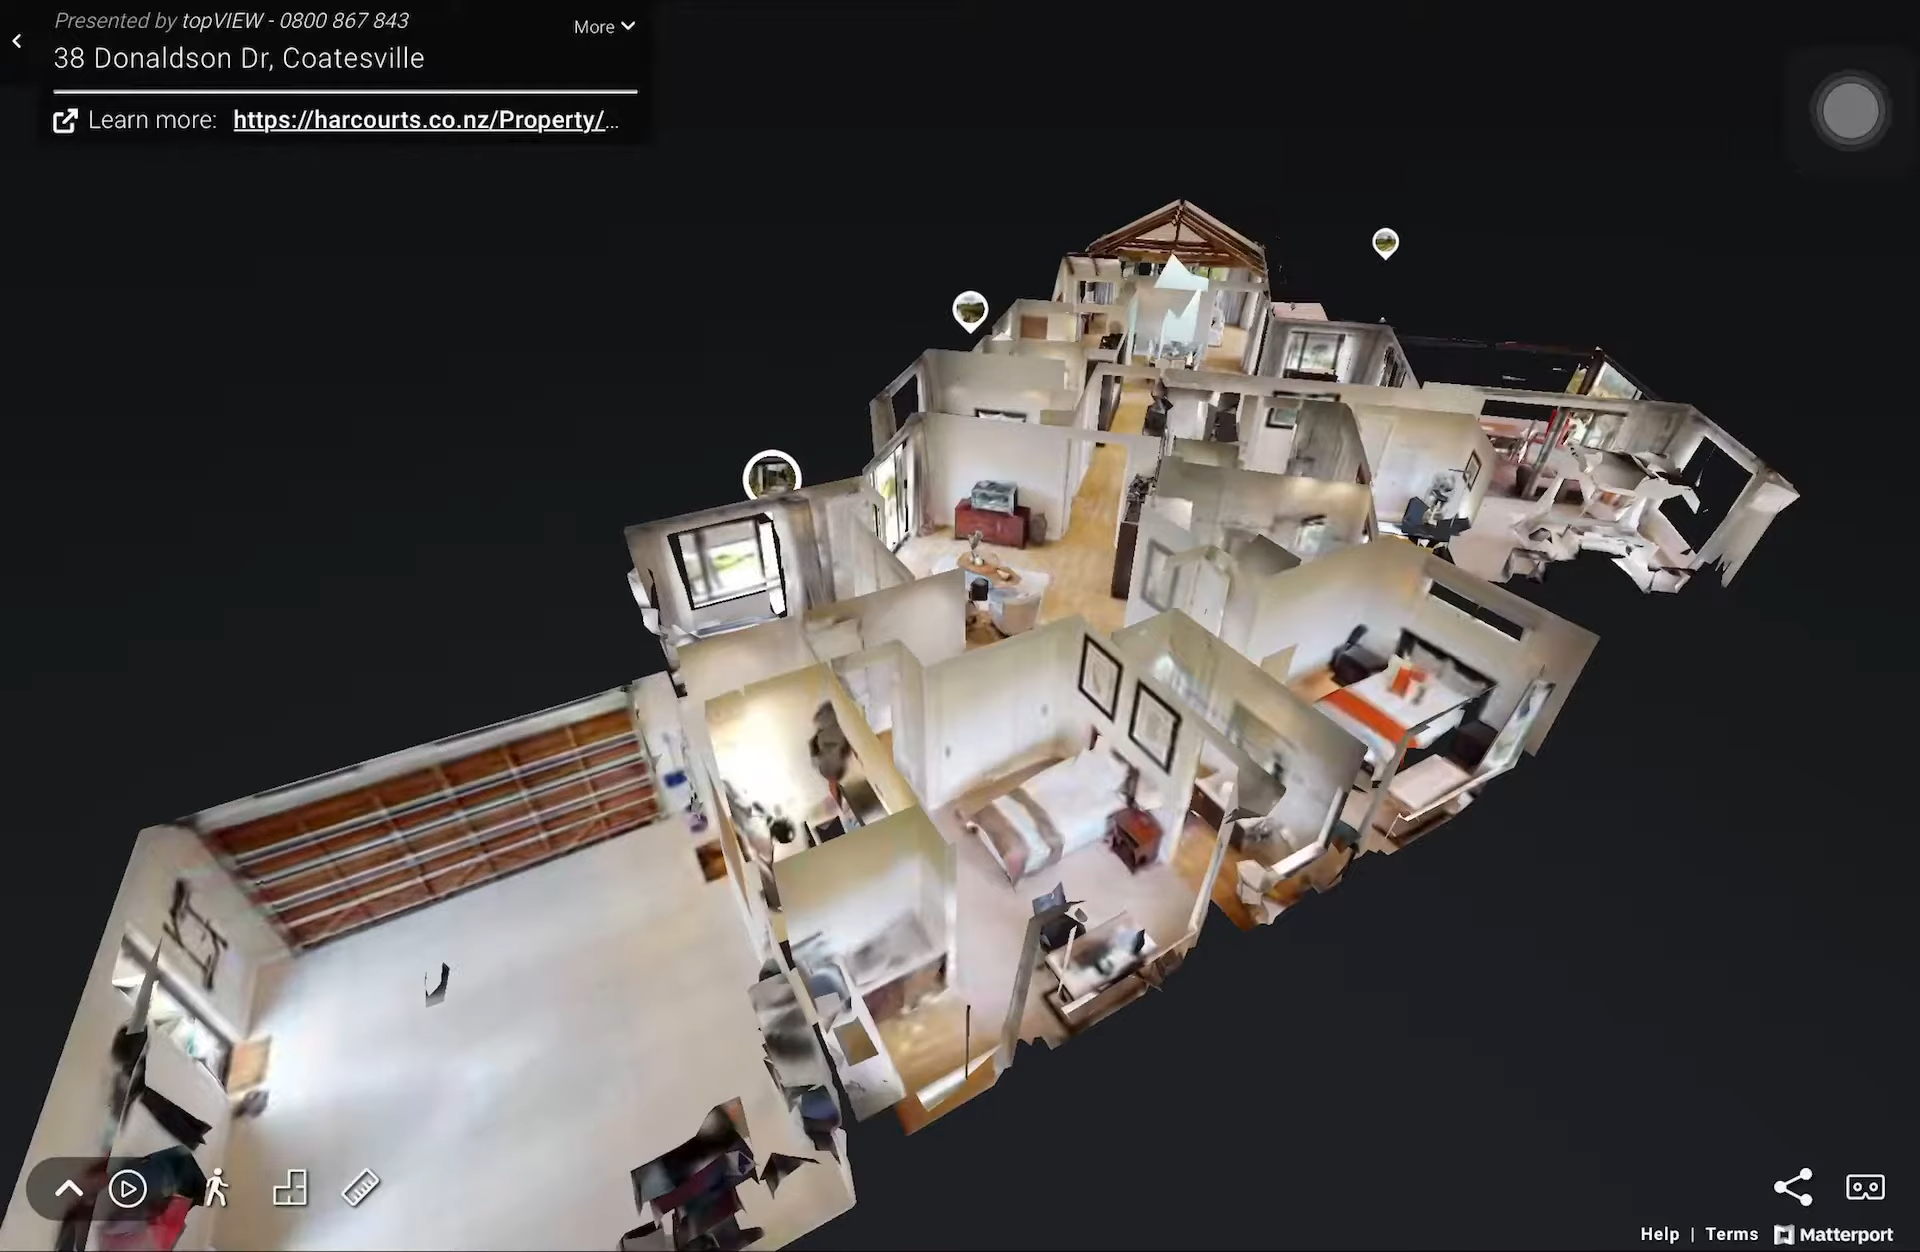 Presented by topVIEW - 0800 867 843
More
38 Donaldson Dr, Coatesville
Learn more: https://harcourts.co.nz/Property/...
Help | Terms Matterport